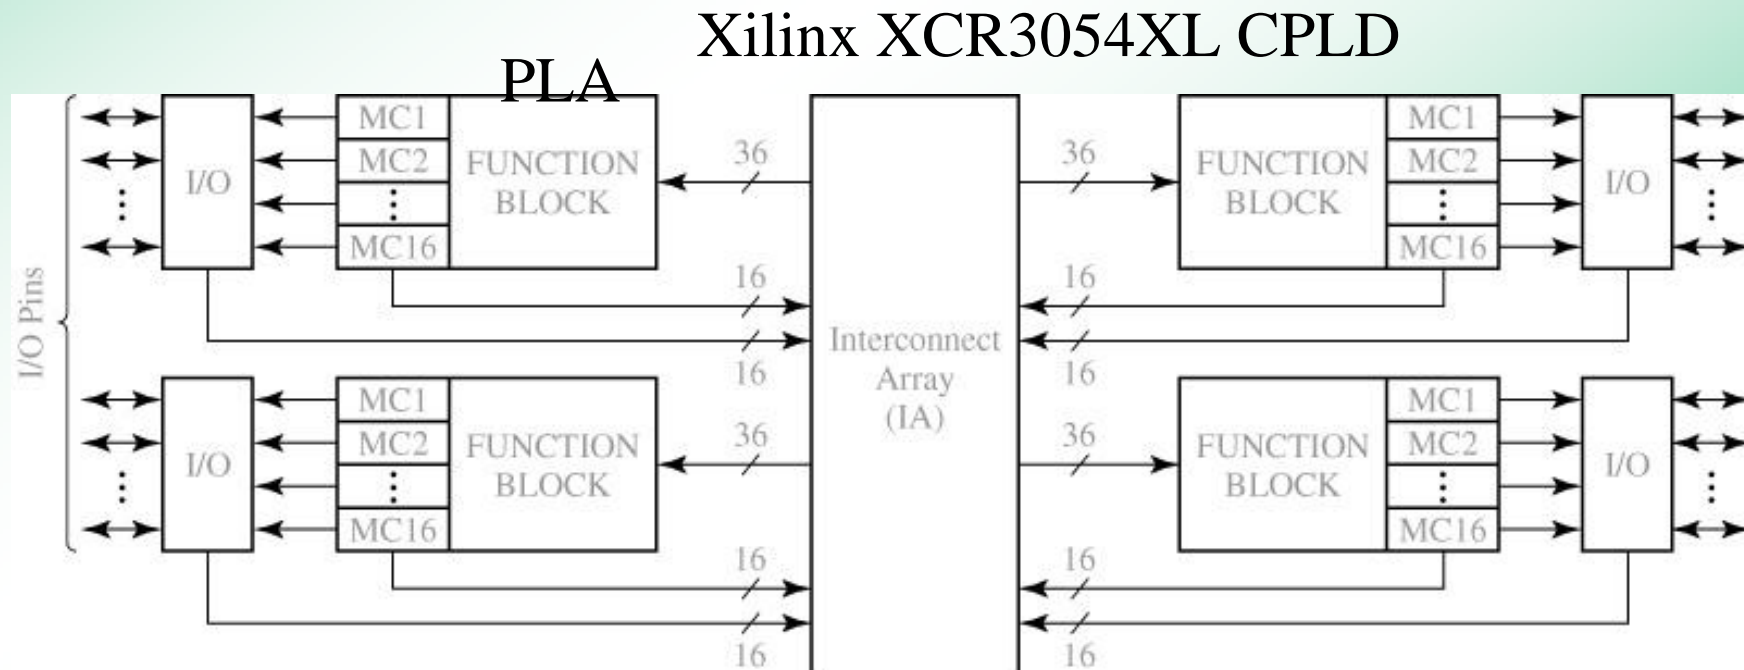 Xilinx XCR3054XL CPLD
PLA
I/O Pins
I/O
MC1
MC2
MC16
FUNCTION
BLOCK
36
16
16
I/O
MC1
MC2
MC16
FUNCTION
BLOCK
36
16
16
Interconnect
Array
(IA)
36
16
16
FUNCTION
BLOCK
MC1
MC2
MC16
I/O
36
16
16
FUNCTION
BLOCK
MC1
MC2
MC16
I/O